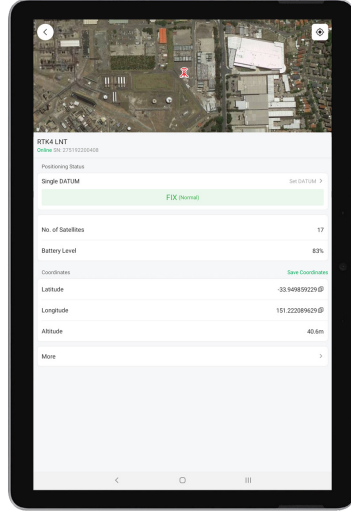 RTK4 LNT
Online SN: 275192200408
Positioning Status
Single DATUM Set DATUM >
FIX (Normal)
No. of Satellites 17
Battery Level 83%
Coordinates Save Coordinates
Latitude -33.949859229
Longitude 151.222089629
Altitude 40.6m
More >